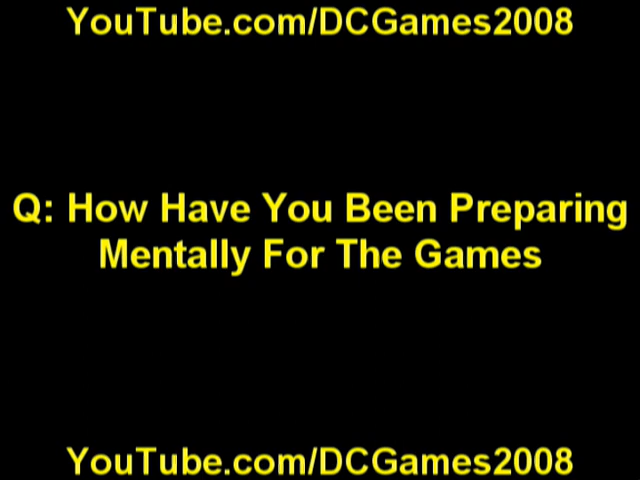 YouTube.com/DCGames2008
Q: How Have You Been Preparing
Mentally For The Games
YouTube.com/DCGames2008